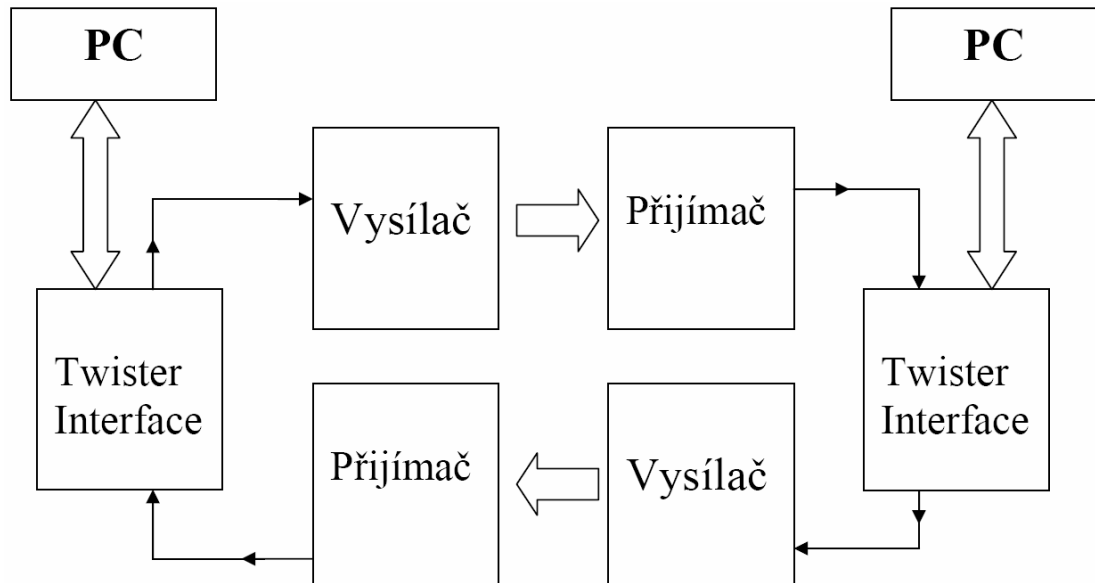 PC
PC
Vysílač
Přijímač
Twister
Interface
Twister
Interface
Přijímač
Vysílač